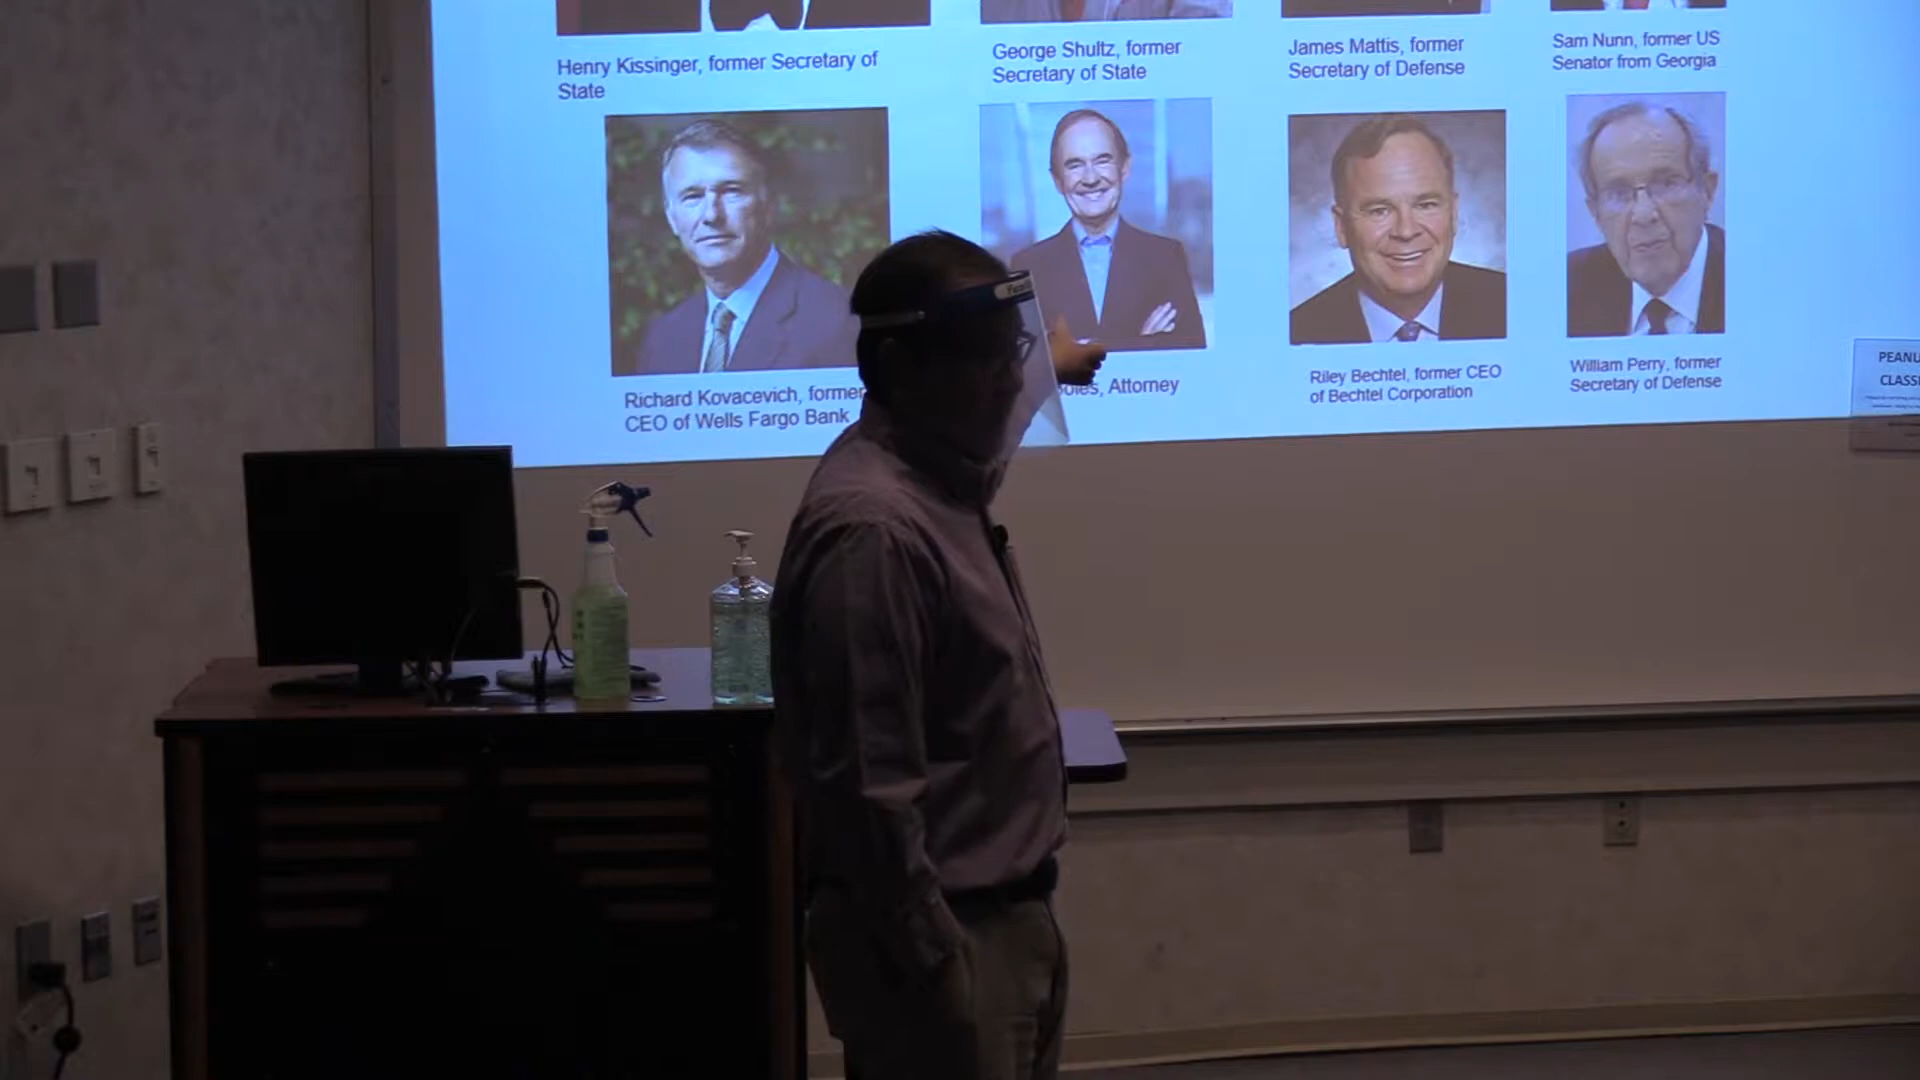 Henry Kissinger, former Secretary of
State
George Shultz, former
Secretary of State
James Mattis, former
Secretary of Defense
Sam Nunn, former US
Senator from Georgia
Richard Kovacevich, former
CEO of Wells Fargo Bank
oies, Attorney
Riley Bechtel, former CEO
of Bechtel Corporation
William Perry, former
Secretary of Defense
PEANU
CLASS